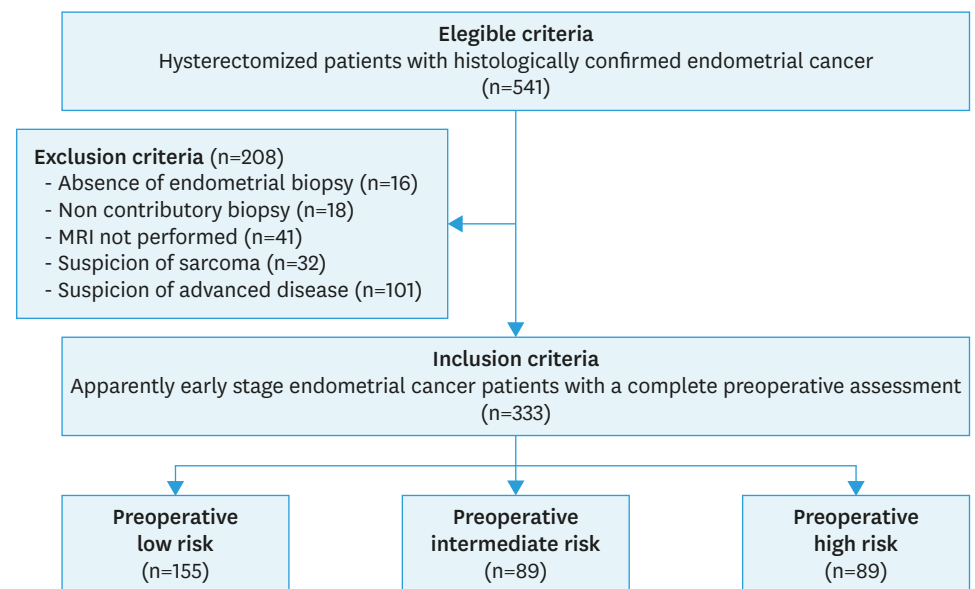 Elegible criteria
Hysterectomized patients with histologically confirmed endometrial cancer
(n=541)
Exclusion criteria (n=208)
- Absence of endometrial biopsy (n=16)
- Non contributory biopsy (n=18)
- MRI not performed (n=41)
- Suspicion of sarcoma (n=32)
- Suspicion of advanced disease (n=101)
Inclusion criteria
Apparently early stage endometrial cancer patients with a complete preoperative assessment
(n=333)
Preoperative
low risk
(n=155)
Preoperative
intermediate risk
(n=89)
Preoperative
high risk
(n=89)